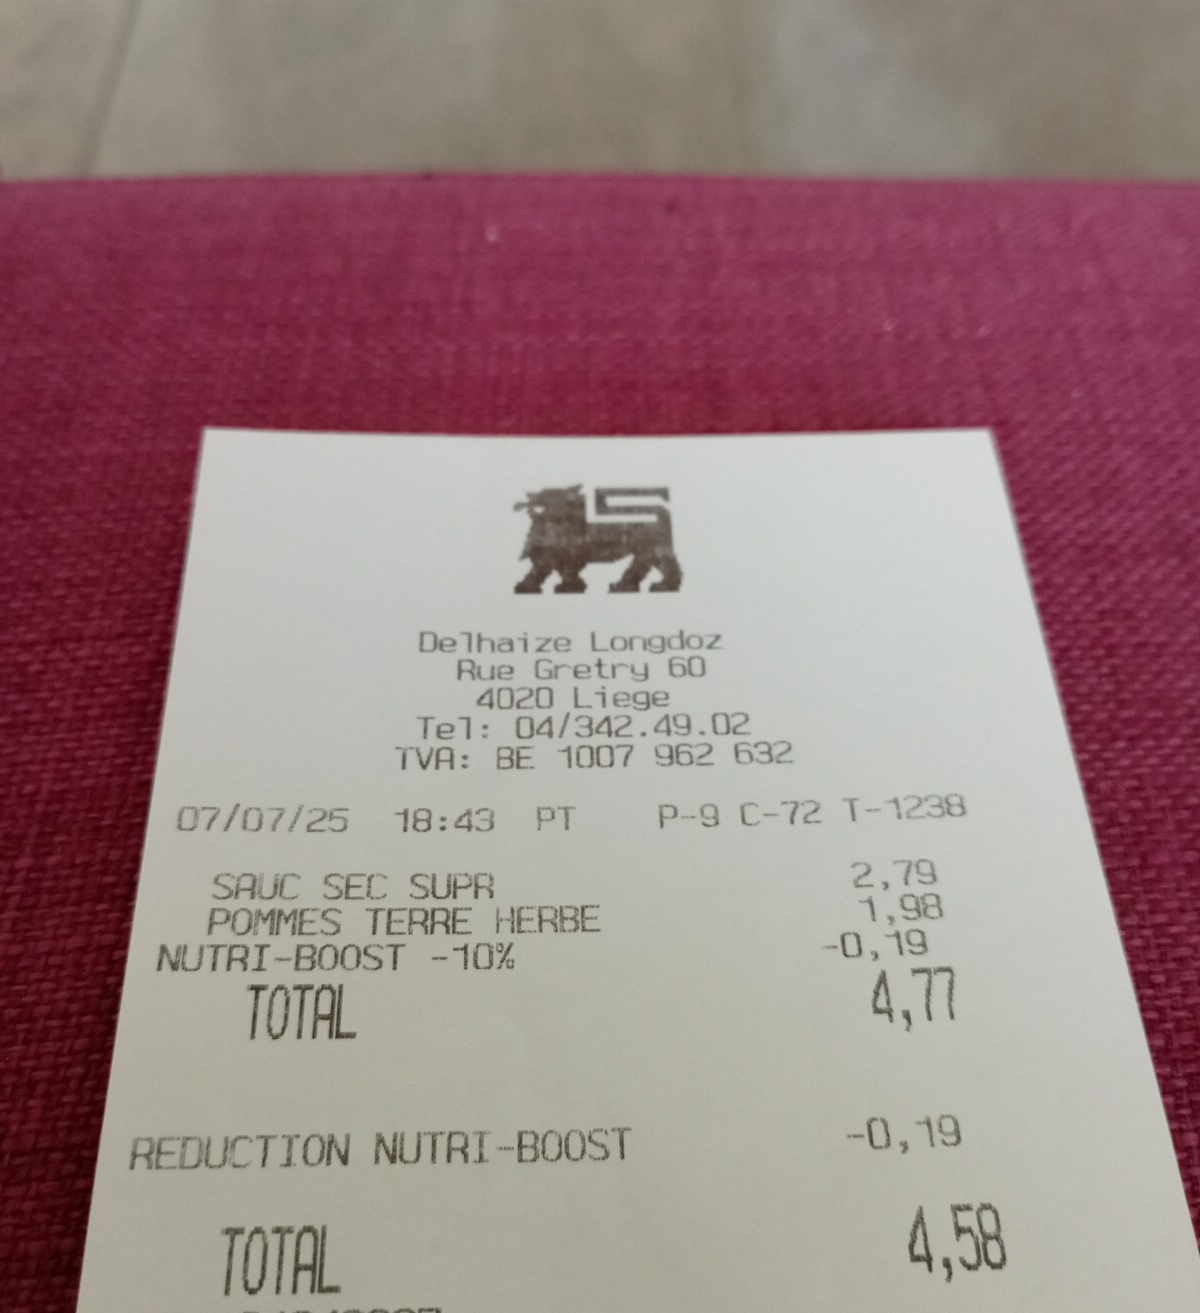 Delhaize Longdoz
Rue Gretry 60
4020 Liege
Tel: 04/342.49.02
TVA: BE 1007 962 632
07/07/25 18:43 PT P-9 C-72 T-1238
SAUC SEC SUPR 2,79
POMMES TERRE HERBE 1,98
NUTRI-BOOST -10% -0,19
TOTAL 4,77
REDUCTION NUTRI-BOOST -0,19
TOTAL 4,58